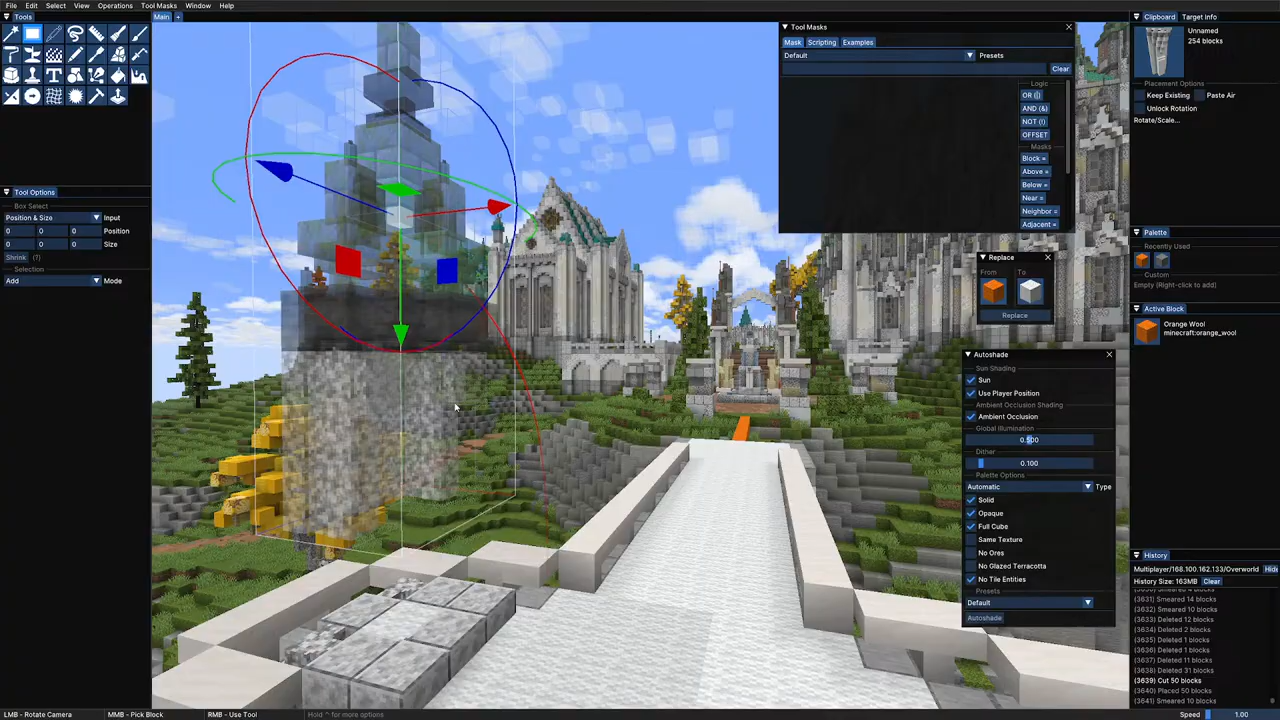 File Edit Select View Operations Tool Masks Window Help
Tools
Main +
Tool Options
Box Select
Position & Size Input
0 0 0 Position
0 0 0 Size
Shrink (?)
Selection
Add Mode
Tool Masks
Mask Scripting Examples
Default Presets
Clear
Logic
OR (|)
AND (&)
NOT (!)
OFFSET
Masks
Block =
Above =
Below =
Near =
Neighbor =
Adjacent =
Replace
From To
Replace
Autoshade
Sun Shading
Sun
Use Player Position
Ambient Occlusion Shading
Ambient Occlusion
Global Illumination
0.500
Dither
0.100
Palette Options
Automatic Type
Solid
Opaque
Full Cube
Same Texture
No Ores
No Glazed Terracotta
No Tile Entities
Presets
Default
Autoshade
Clipboard Target Info
Unnamed
254 blocks
Placement Options
Keep Existing Paste Air
Unlock Rotation
Rotate/Scale...
Palette
Recently Used
Custom
Empty (Right-click to add)
Active Block
Orange Wool
minecraft:orange_wool
History
Multiplayer/168.100.162.133/Overworld Hide
History Size: 163MB Clear
(3631) Smeared 14 blocks
(3632) Smeared 10 blocks
(3633) Deleted 12 blocks
(3634) Deleted 2 blocks
(3635) Deleted 1 blocks
(3636) Deleted 1 blocks
(3637) Deleted 11 blocks
(3638) Deleted 31 blocks
(3639) Cut 50 blocks
(3640) Placed 50 blocks
(3641) Smeared 10 blocks
LMB - Rotate Camera MMB - Pick Block RMB - Use Tool Hold ^ for more options Speed 1.00